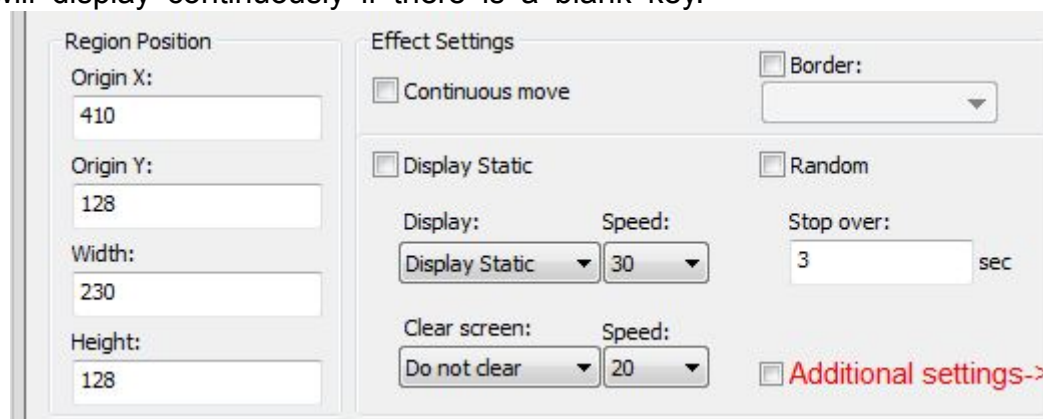 will display continuously if there is a blank key.
Region Position
Origin X:
410
Origin Y:
128
Width:
230
Height:
128
Effect Settings
Continuous move
Border:
Display Static
Random
Display:
Speed:
Stop over:
Display Static
30
3
sec
Clear screen:
Speed:
Do not clear
20
Additional settings->